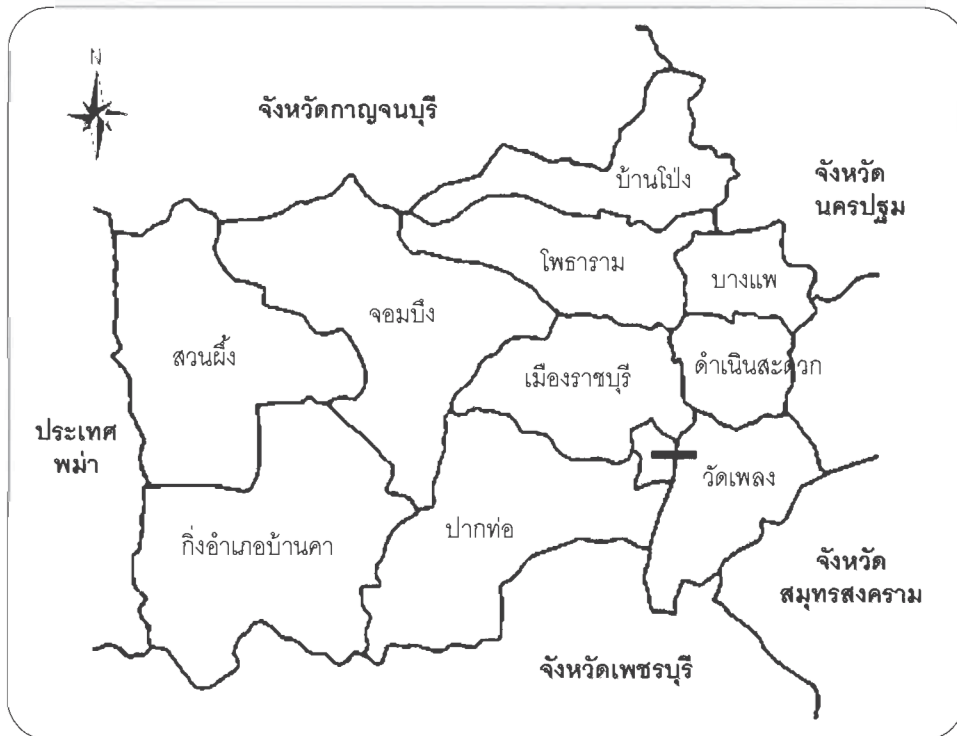 N
จังหวัดกาญจนบุรี
บ้านโป่ง
จังหวัด
นครปฐม
โพธาราม
บางแพ
จอมบึง
สวนผึ้ง
เมืองราชบุรี
ดำเนินสะดวก
ประเทศ
พม่า
วัดเพลง
ปากท่อ
กิ่งอำเภอบ้านคา
จังหวัด
สมุทรสงคราม
จังหวัดเพชรบุรี